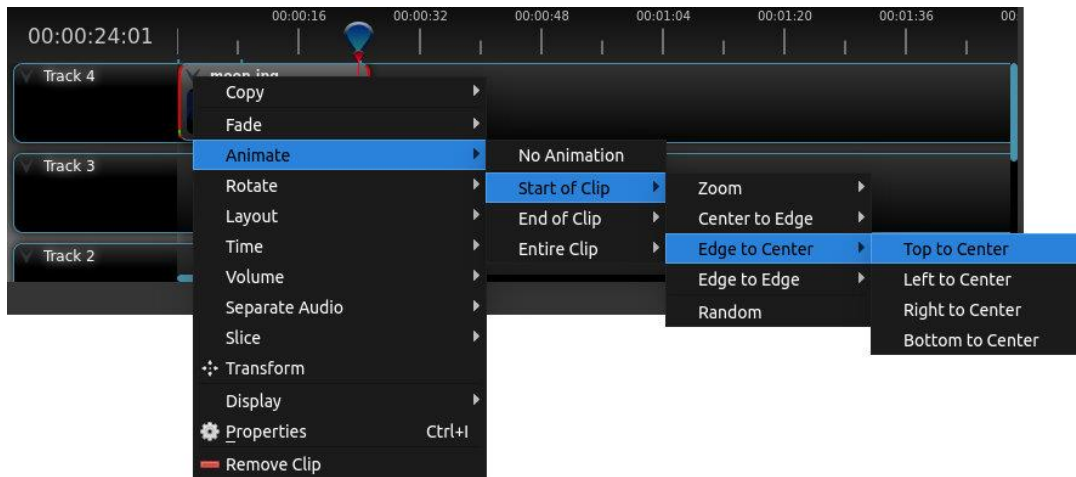 00:00:16 00:00:32 00:00:48 00:01:04 00:01:20 00:01:36 00:
00:00:24:01
Track 4
moon.jpg
Copy
Fade
Animate
No Animation
Rotate
Start of Clip
Zoom
Layout
End of Clip
Center to Edge
Time
Entire Clip
Edge to Center
Top to Center
Volume
Edge to Edge
Left to Center
Separate Audio
Random
Right to Center
Slice
Bottom to Center
Transform
Display
Properties Ctrl+I
Remove Clip
Track 3
Track 2